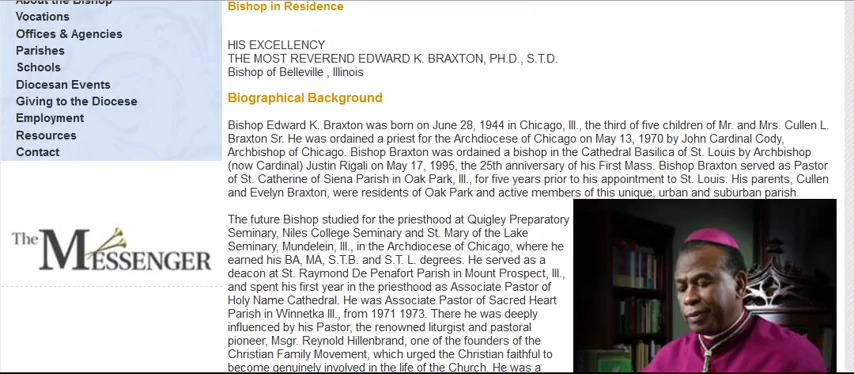 About the Bishop
Vocations
Offices & Agencies
Parishes
Schools
Diocesan Events
Giving to the Diocese
Employment
Resources
Contact
The MESSENGER
Bishop in Residence
HIS EXCELLENCY
THE MOST REVEREND EDWARD K. BRAXTON, PH.D., S.T.D.
Bishop of Belleville , Illinois
Biographical Background
Bishop Edward K. Braxton was born on June 28, 1944 in Chicago, Ill., the third of five children of Mr. and Mrs. Cullen L.
Braxton Sr. He was ordained a priest for the Archdiocese of Chicago on May 13, 1970 by John Cardinal Cody,
Archbishop of Chicago. Bishop Braxton was ordained a bishop in the Cathedral Basilica of St. Louis by Archbishop
(now Cardinal) Justin Rigali on May 17, 1995, the 25th anniversary of his First Mass. Bishop Braxton served as Pastor
of St. Catherine of Siena Parish in Oak Park, Ill., for five years prior to his appointment to St. Louis. His parents, Cullen
and Evelyn Braxton, were residents of Oak Park and active members of this unique, urban and suburban parish.
The future Bishop studied for the priesthood at Quigley Preparatory
Seminary, Niles College Seminary and St. Mary of the Lake
Seminary, Mundelein, Ill., in the Archdiocese of Chicago, where he
earned his BA, MA, S.T.B. and S.T. L. degrees. He served as a
deacon at St. Raymond De Penafort Parish in Mount Prospect, Ill.,
and spent his first year in the priesthood as Associate Pastor of
Holy Name Cathedral. He was Associate Pastor of Sacred Heart
Parish in Winnetka Ill., from 1971 1973. There he was deeply
influenced by his Pastor, the renowned liturgist and pastoral
pioneer, Msgr. Reynold Hillenbrand, one of the founders of the
Christian Family Movement, which urged the Christian faithful to
become genuinely involved in the life of the Church. He was a